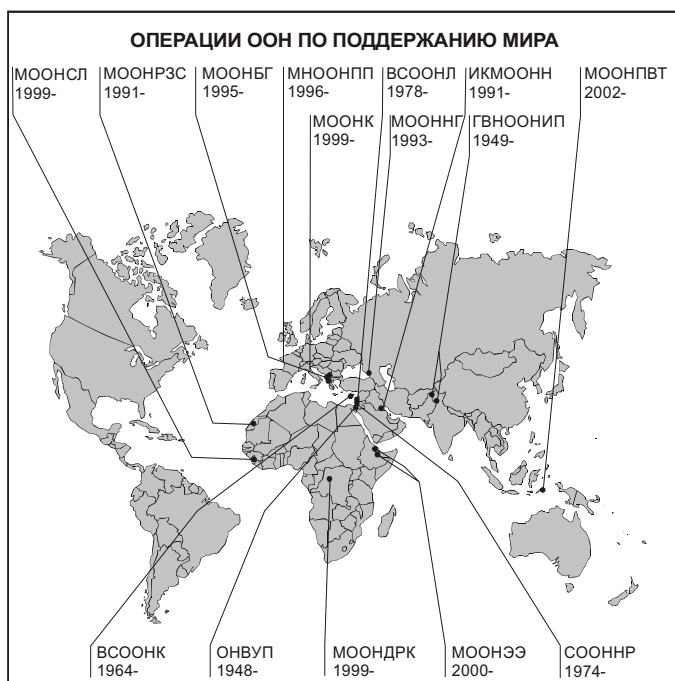 ОПЕРАЦИИ ООН ПО ПОДДЕРЖАНИЮ МИРА
МООНСЛ
1999-
МООНРЗС
1991-
МООНБГ
1995-
МНООНПП
1996-
ВСООНЛ
1978-
ИКМООНН
1991-
МООНПВТ
2002-
МООНК
1999-
МООННГ
1993-
ГВНООНИП
1949-
ВСООНК
1964-
ОНВУП
1948-
МООНДРК
1999-
МООНЭЭ
2000-
СООННР
1974-